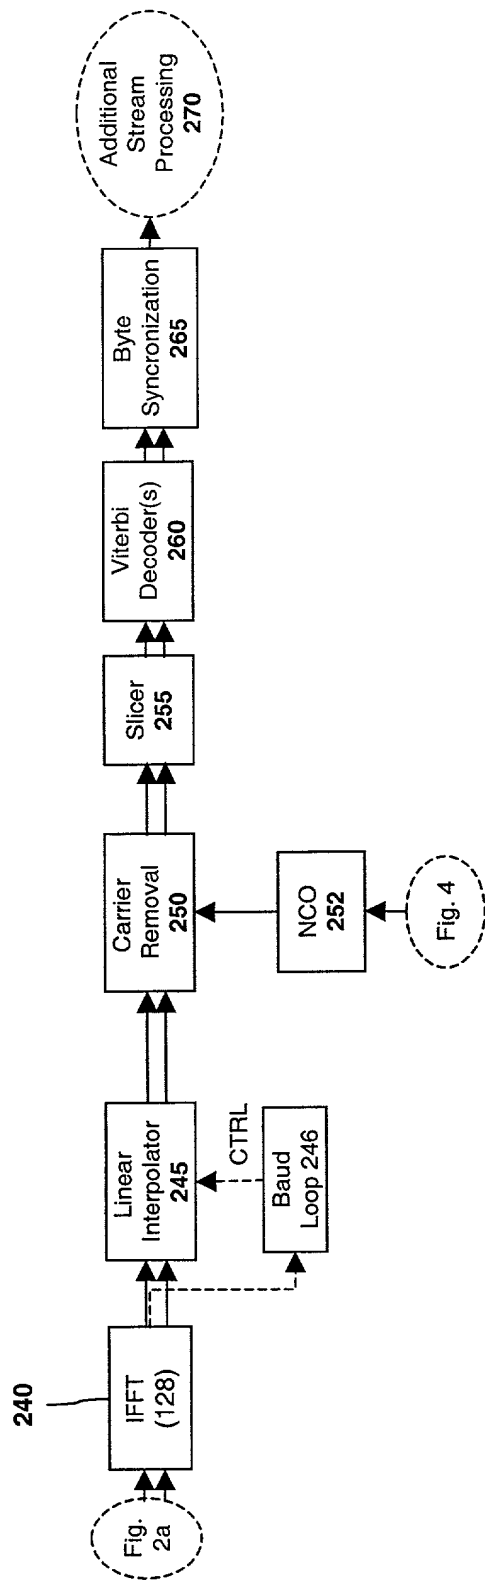 240
Fig.
2a
IFFT
(128)
Linear
Interpolator
245
CTRL
Baud
Loop 246
Carrier
Removal
250
NCO
252
Fig. 4
Slicer
255
Viterbi
Decoder(s)
260
Byte
Syncronization
265
Additional
Stream
Processing
270